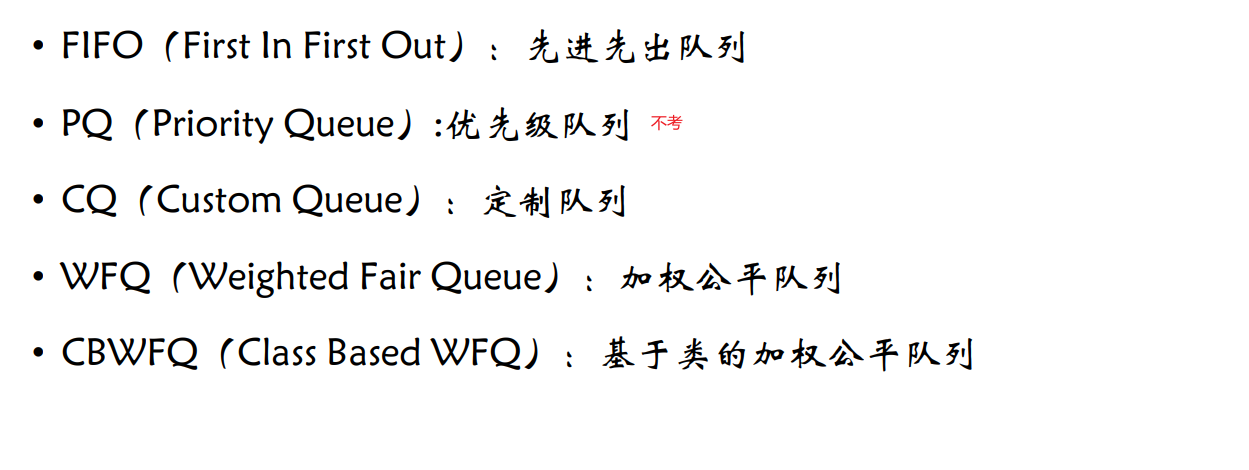 • FIFO（First In First Out）：先进先出队列
• PQ（Priority Queue）:优先级队列 不考
• CQ（Custom Queue）：定制队列
• WFQ（Weighted Fair Queue）：加权公平队列
• CBWFQ（Class Based WFQ）：基于类的加权公平队列